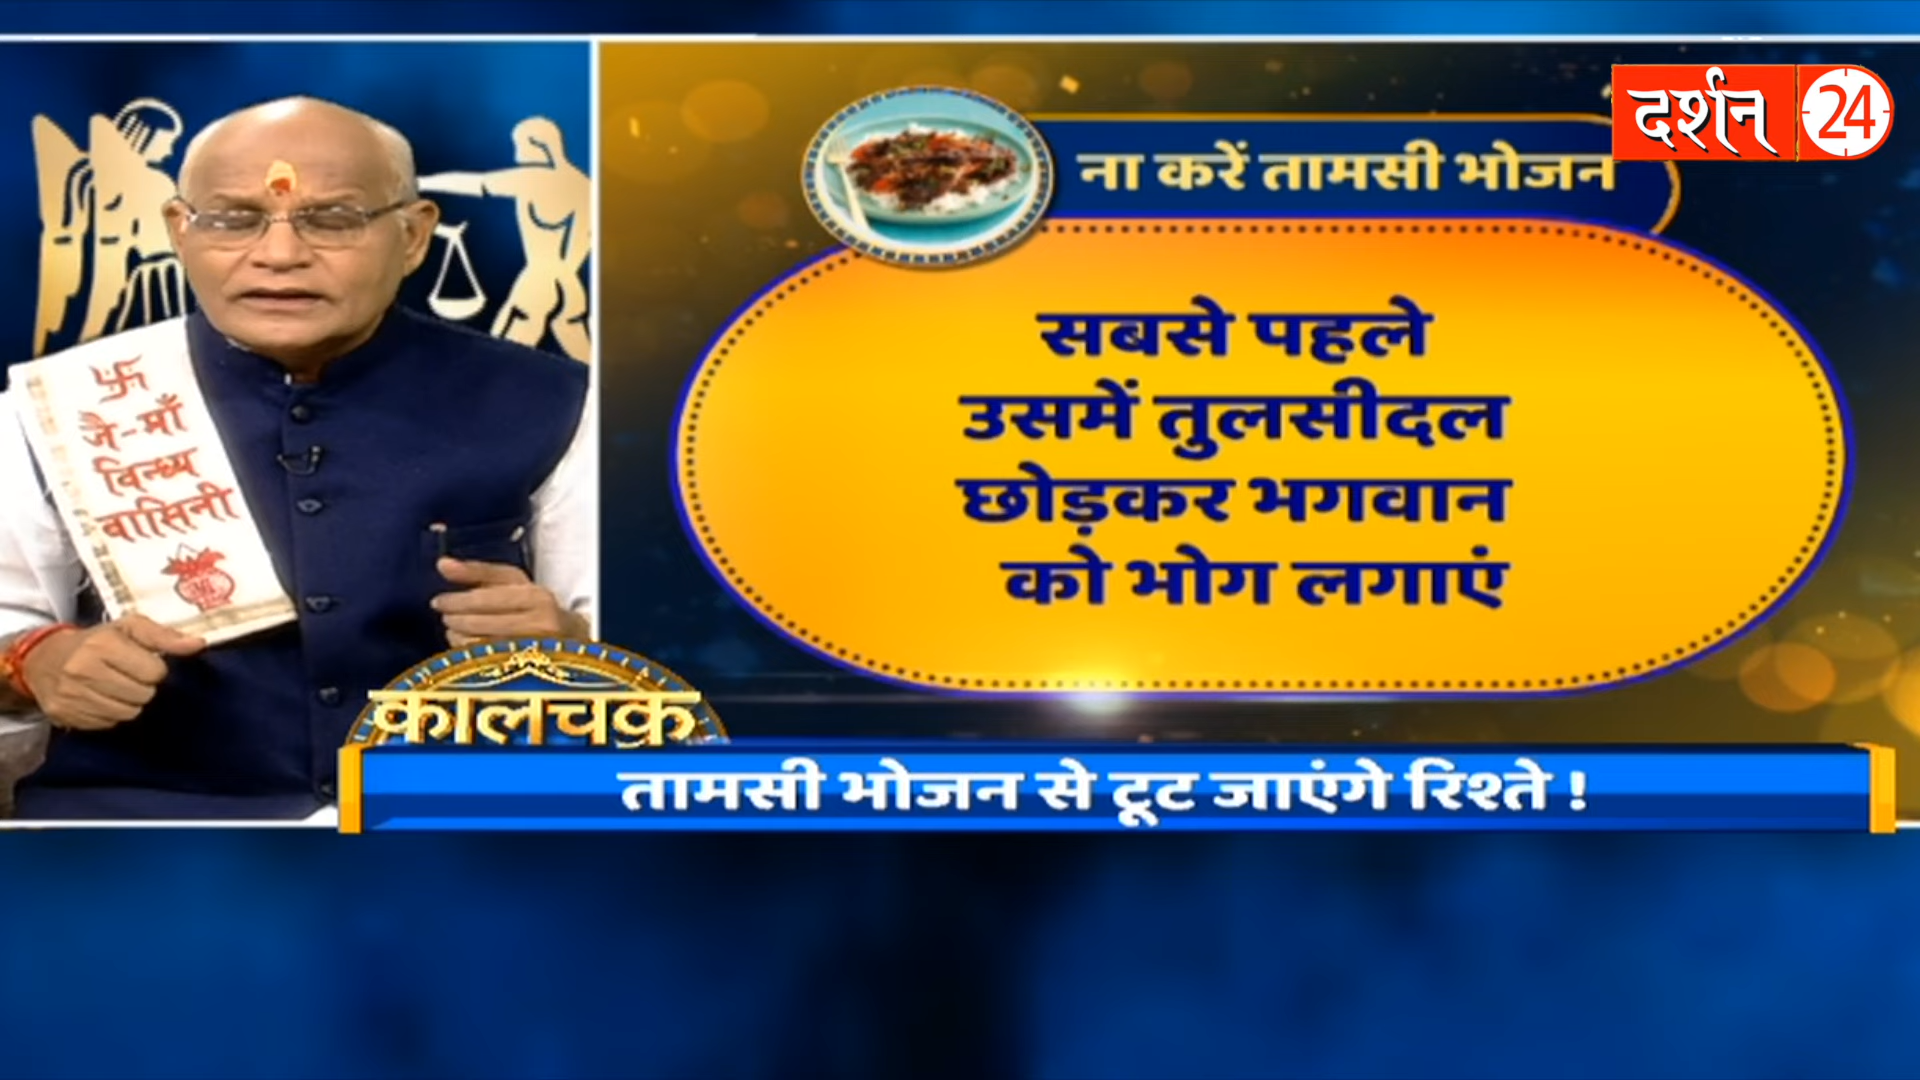 दर्शन 24
ना करें तामसी भोजन
सबसे पहले
उसमें तुलसीदल
छोड़कर भगवान
को भोग लगाएं
जै-माँ
विन्ध्य
वासिनी
कालचक्र
तामसी भोजन से टूट जाएंगे रिश्ते !